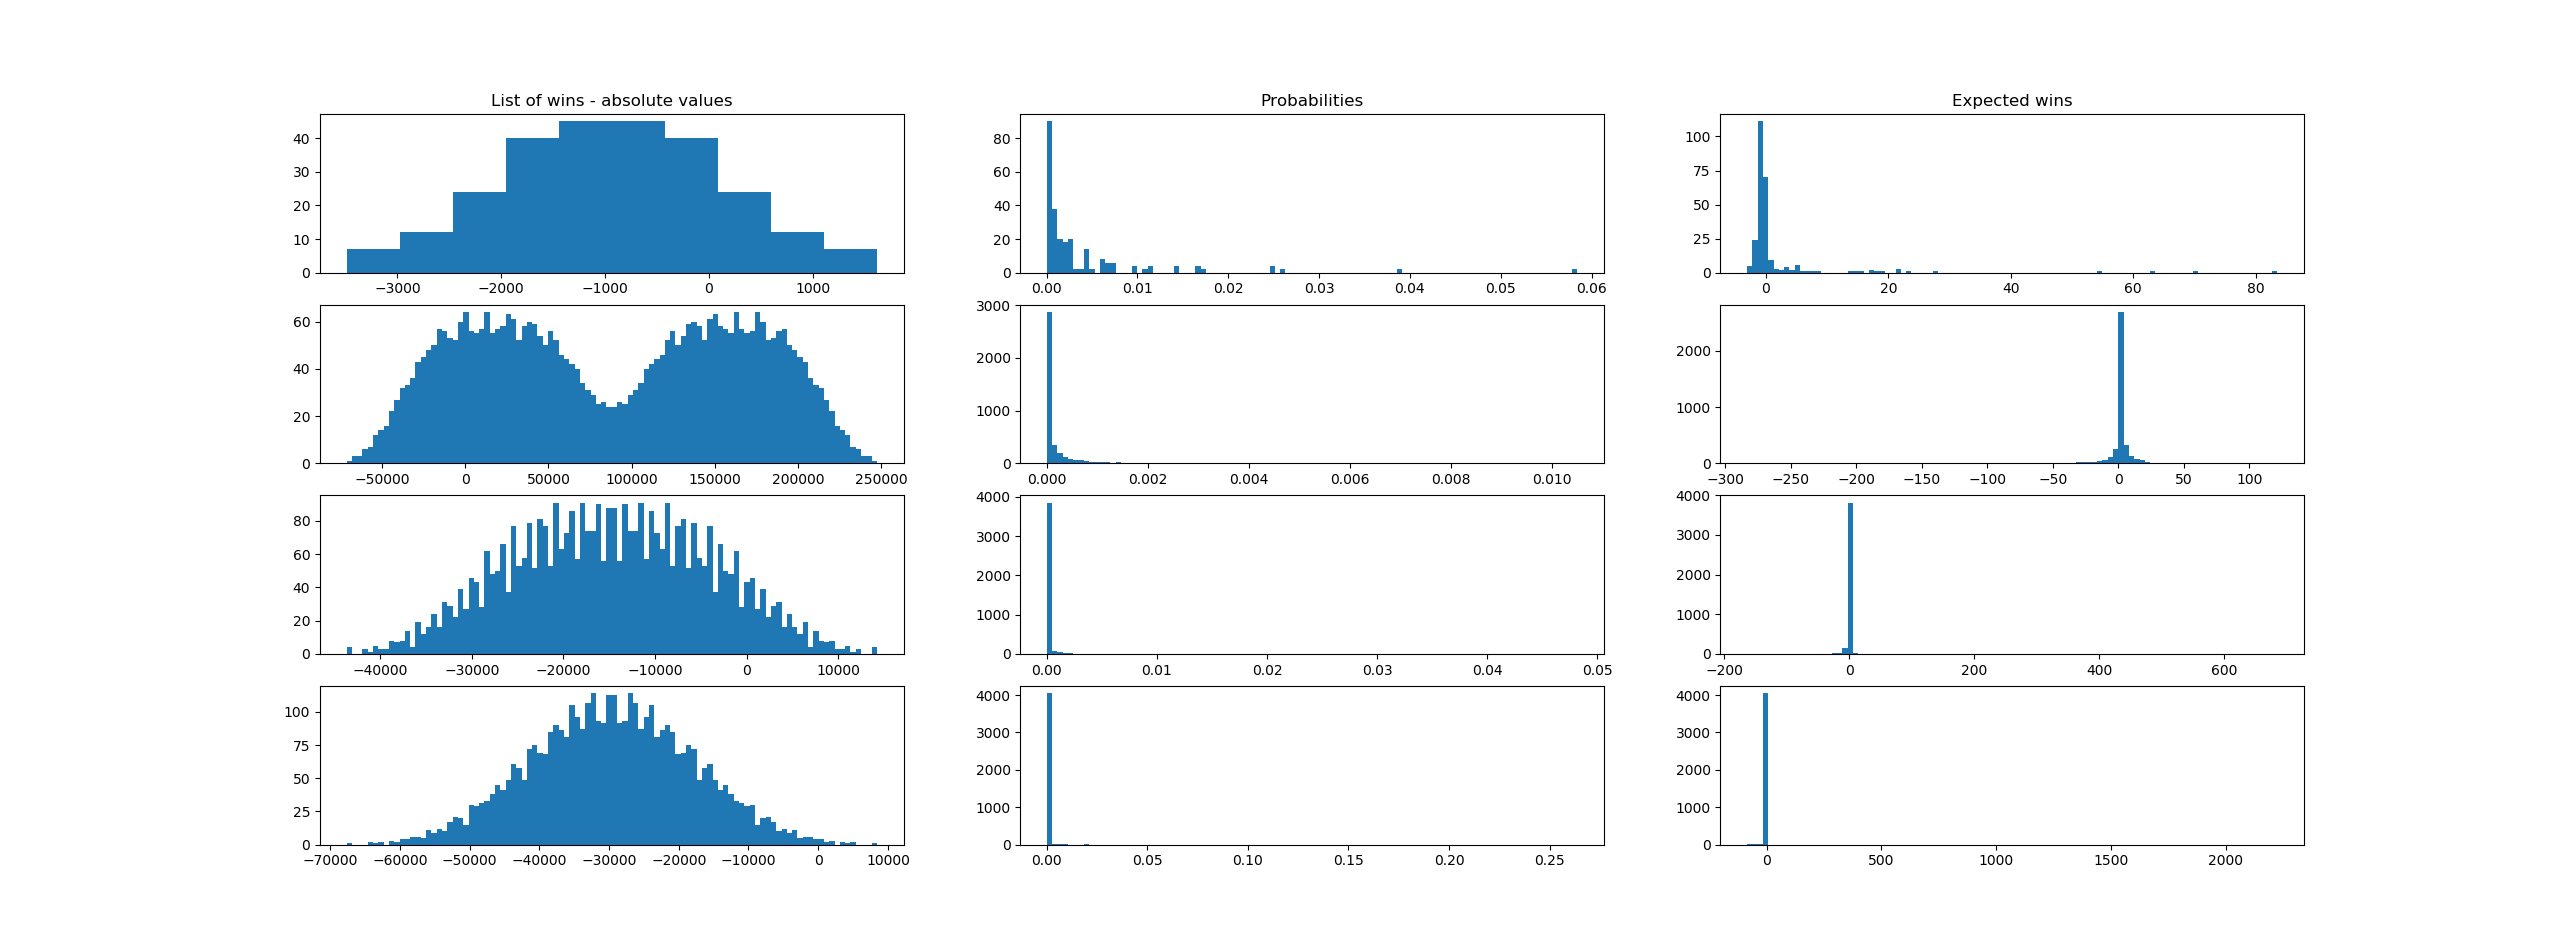 List of wins - absolute values Probabilities Expected wins
40 30 20 10 0
−3000 −2000 −1000 0 1000
80 60 40 20 0
0.00 0.01 0.02 0.03 0.04 0.05 0.06
100 75 50 25 0
0 20 40 60 80
60 40 20 0
−50000 0 50000 100000 150000 200000 250000
3000 2000 1000 0
0.000 0.002 0.004 0.006 0.008 0.010
2000 1000 0
−300 −250 −200 −150 −100 −50 0 50 100
80 60 40 20 0
−40000 −30000 −20000 −10000 0 10000
4000 3000 2000 1000 0
0.00 0.01 0.02 0.03 0.04 0.05
4000 3000 2000 1000 0
−200 0 200 400 600
100 75 50 25 0
−70000 −60000 −50000 −40000 −30000 −20000 −10000 0 10000
4000 3000 2000 1000 0
0.00 0.05 0.10 0.15 0.20 0.25
4000 3000 2000 1000 0
0 500 1000 1500 2000